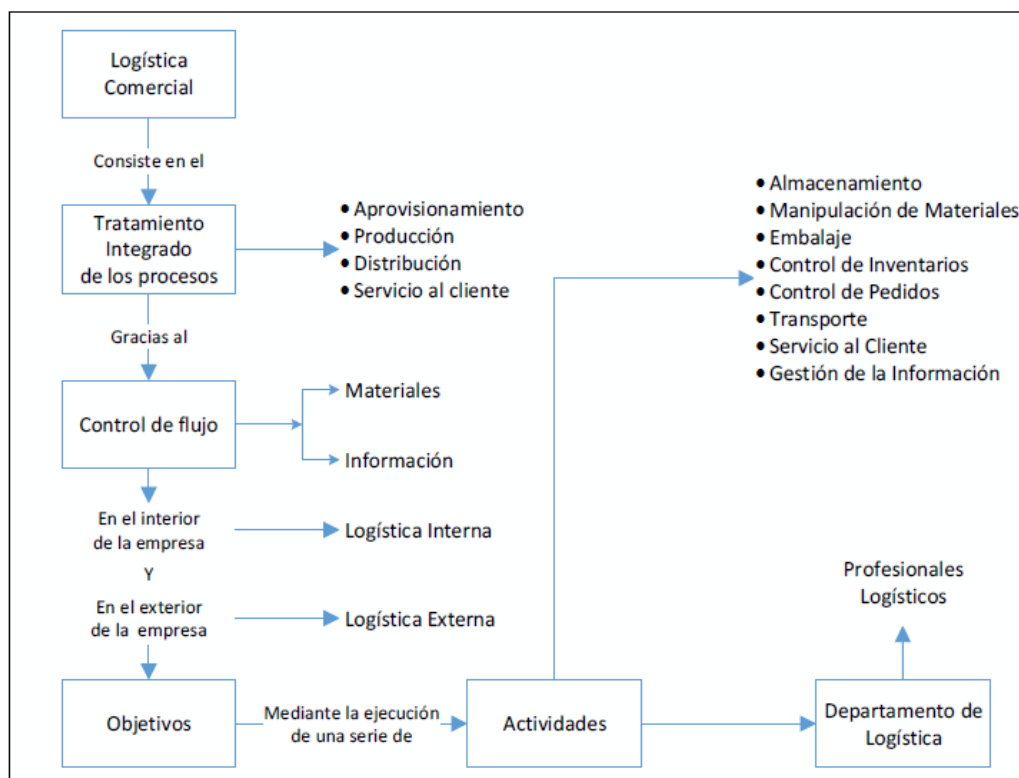 Logística
Comercial
Consiste en el
Tratamiento
Integrado
de los procesos
• Aprovisionamiento
• Producción
• Distribución
• Servicio al cliente
Gracias al
Control de flujo
Materiales
Información
En el interior
de la empresa
Logística Interna
Y
En el exterior
de la empresa
Logística Externa
Objetivos
Mediante la ejecución
de una serie de
Actividades
• Almacenamiento
• Manipulación de Materiales
• Embalaje
• Control de Inventarios
• Control de Pedidos
• Transporte
• Servicio al Cliente
• Gestión de la Información
Departamento de
Logística
Profesionales
Logísticos